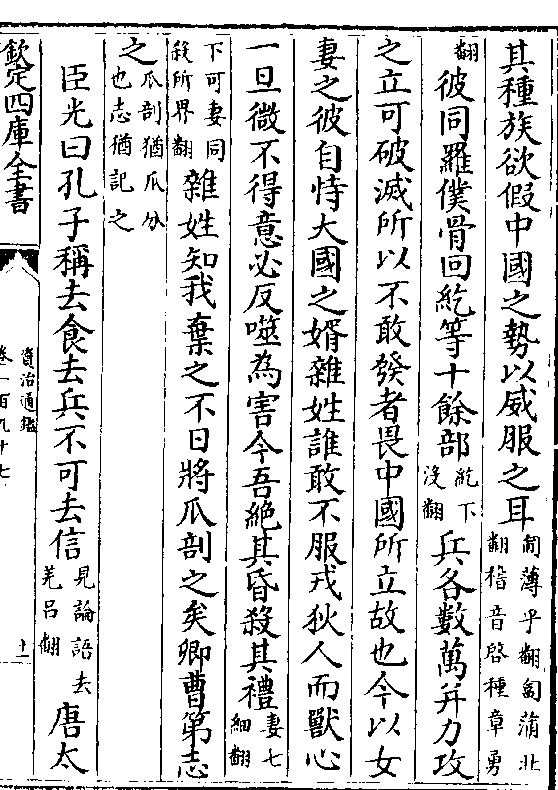 其種族欲假中國之勢以威服之耳匐薄乎翻匐蒲北翻稽音啓種章勇
翻彼同羅僕骨回紇等十餘部紇下沒翻兵各數萬并力攻
之立可破滅所以不敢發者畏中國所立故也今以女
妻之彼自恃大國之婿雜姓誰敢不服戎狄人面獸心
一旦微不得意必反噬為害今吾絶其昏殺其禮妻七細翻
下可妻同殺所界翻雜姓知我棄之不日將瓜剖之矣卿曹第志
之瓜剖猶瓜分也志猶記之
臣光曰孔子稱去食去兵不可去信見論語去羌呂翻唐太
欽定四庫全書
資治通鑑
卷一百九十七
十一